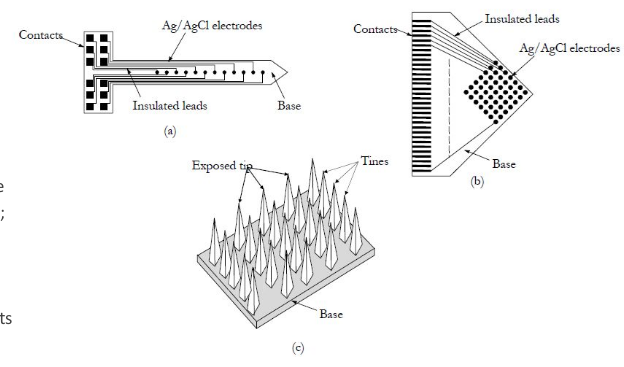 Contacts
Ag/AgCl electrodes
Insulated leads
Base
(a)
Contacts
Insulated leads
Ag/AgCl electrodes
Base
(b)
e
;
ts
Exposed tip
Tines
Base
(c)